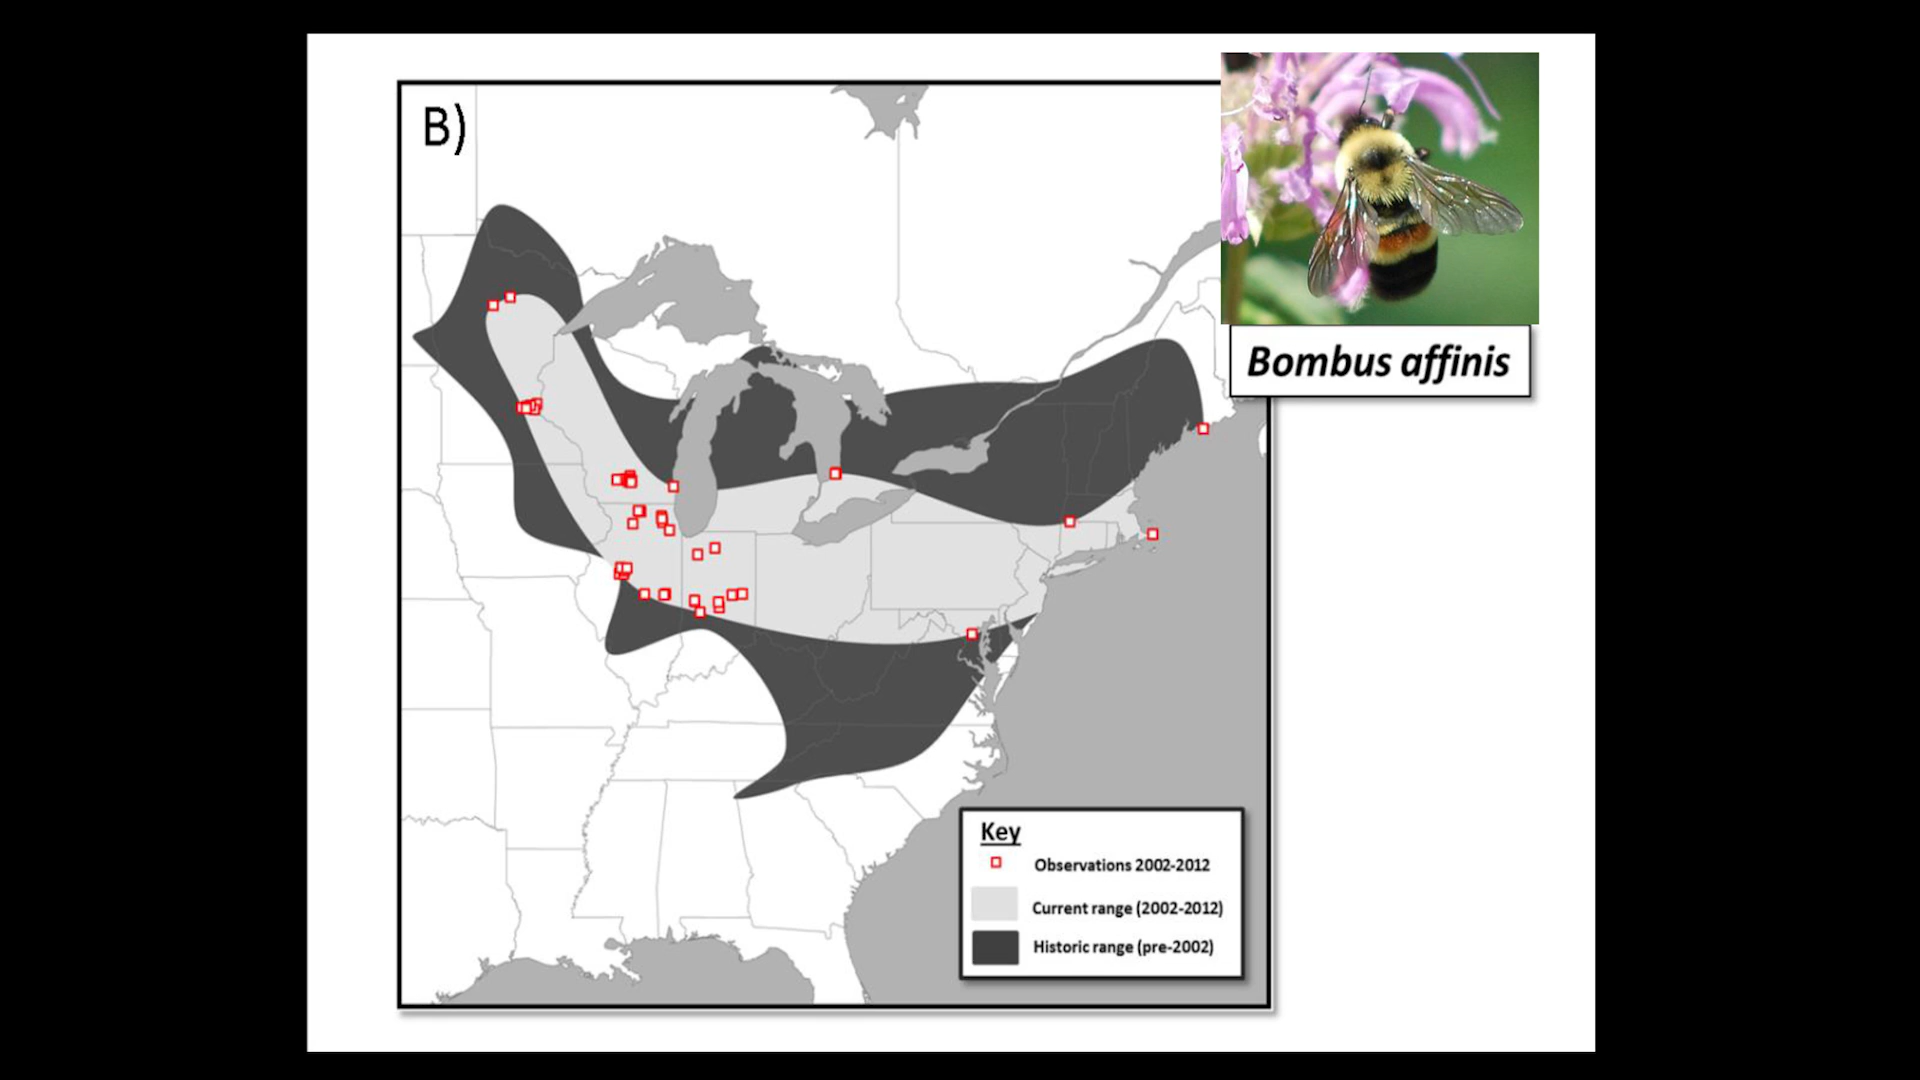 B)
Bombus affinis
Key
Observations 2002-2012
Current range (2002-2012)
Historic range (pre-2002)